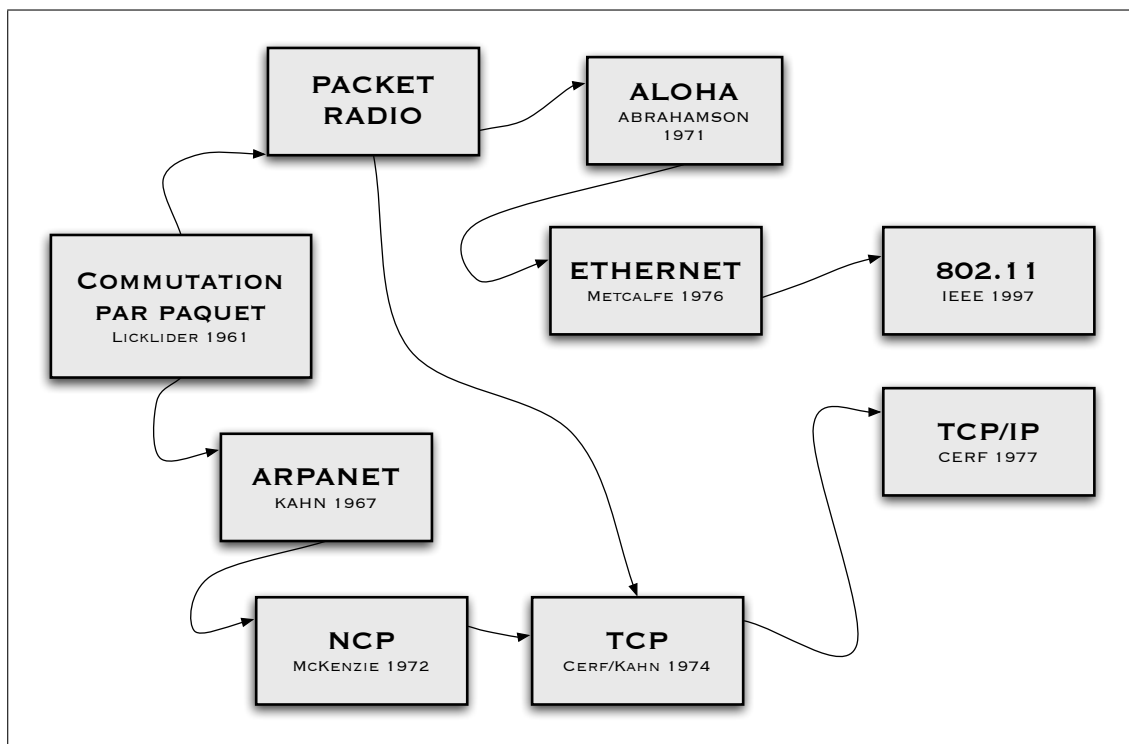 PACKET
RADIO
ALOHA
ABRAHAMSON
1971
COMMUTATION
PAR PAQUET
LICKLIDER 1961
ETHERNET
METCALFE 1976
802.11
IEEE 1997
TCP/IP
CERF 1977
ARPANET
KAHN 1967
NCP
MCKENZIE 1972
TCP
CERF/KAHN 1974